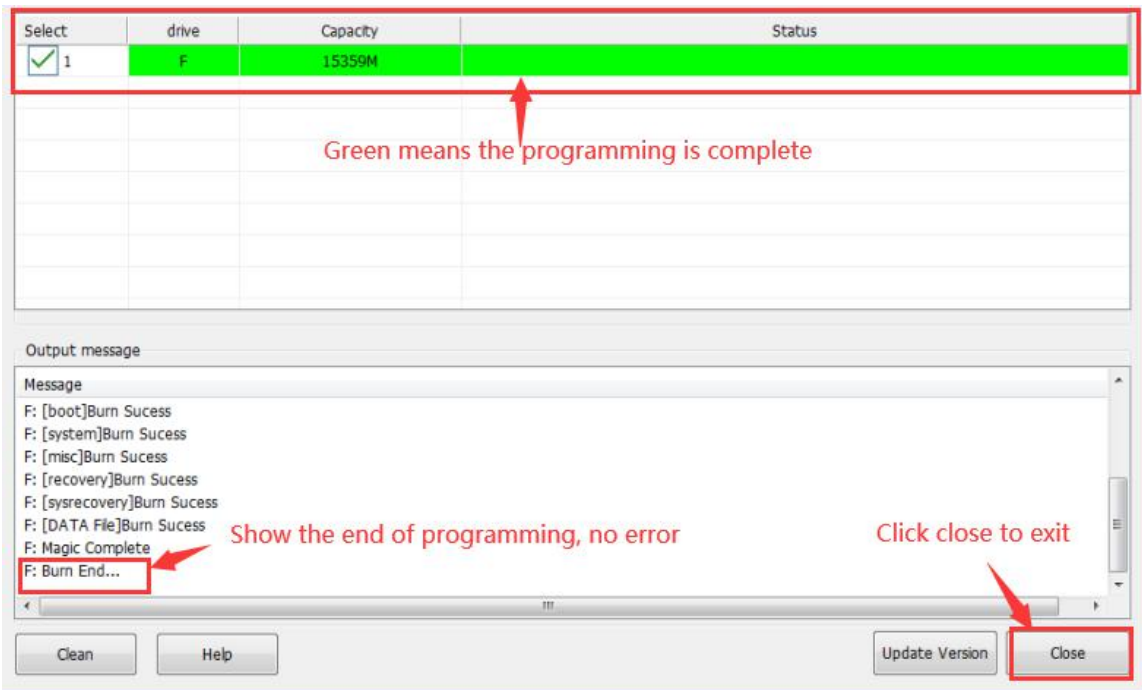 Select drive Capacity Status
1 F 15359M
Green means the programming is complete
Output message
Message
F: [boot]Burn Sucess
F: [system]Burn Sucess
F: [misc]Burn Sucess
F: [recovery]Burn Sucess
F: [sysrecovery]Burn Sucess
F: [DATA File]Burn Sucess
Show the end of programming, no error
Click close to exit
F: Magic Complete
F: Burn End...
Clean Help Update Version Close